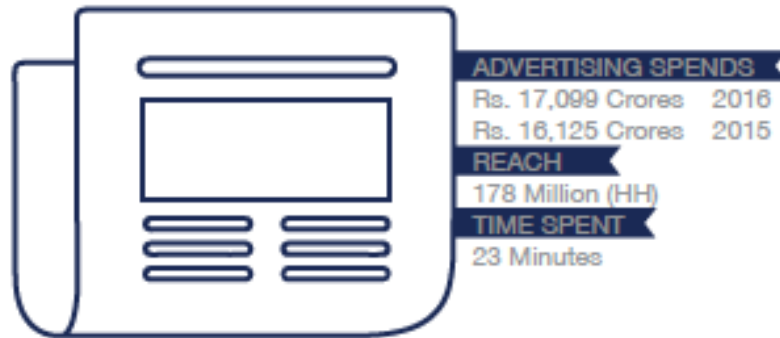 ADVERTISING SPENDS
Rs. 17,099 Crores 2016
Rs. 16,125 Crores 2015
REACH
178 Million (HH)
TIME SPENT
23 Minutes